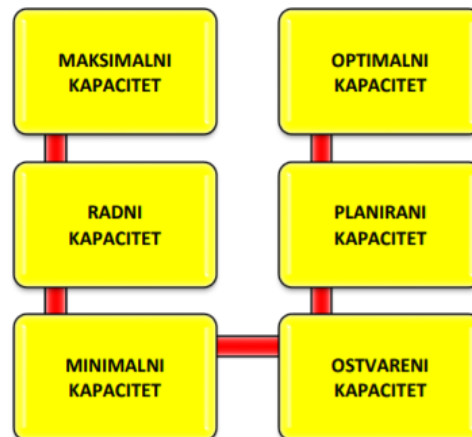 MAKSIMALNI
KAPACITET
RADNI
KAPACITET
MINIMALNI
KAPACITET
OSTVARENI
KAPACITET
PLANIRANI
KAPACITET
OPTIMALNI
KAPACITET